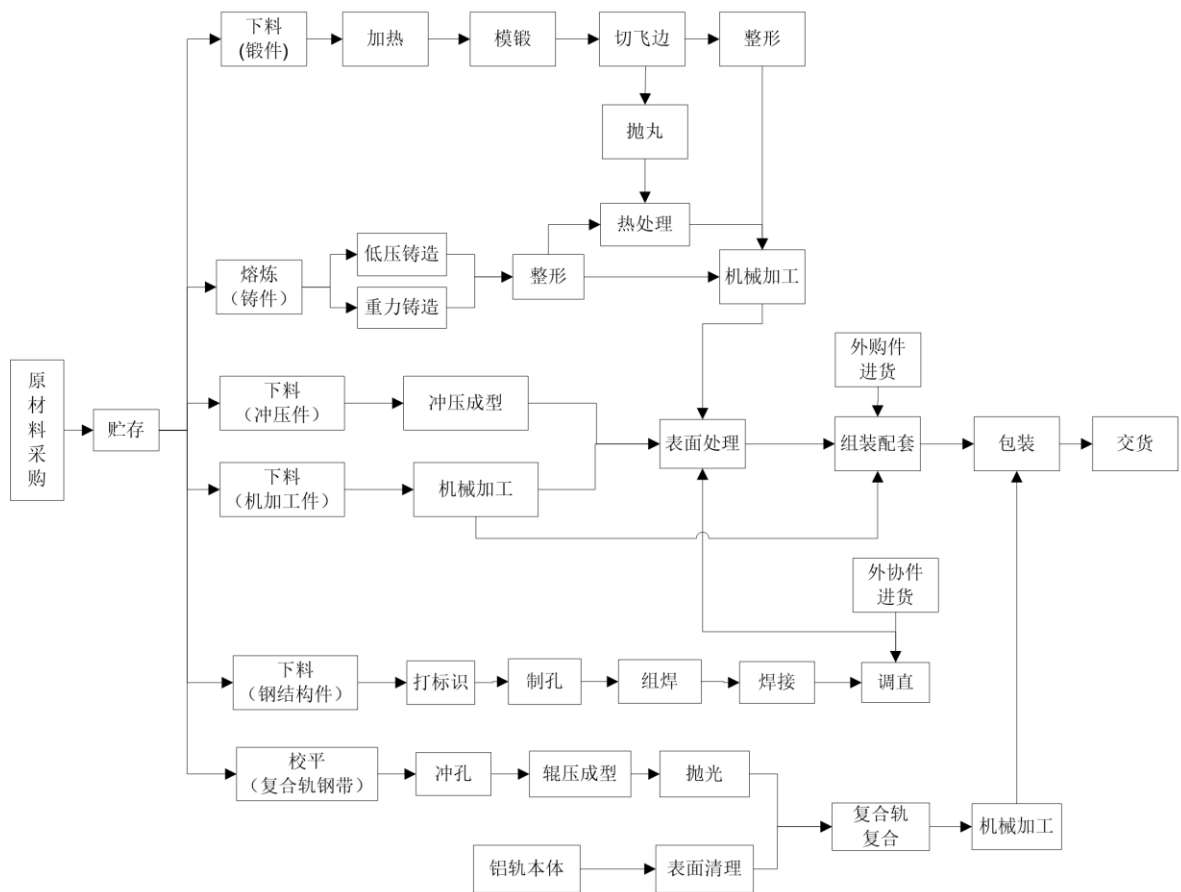 下料
(锻件)
加热
模锻
切飞边
整形
抛丸
热处理
熔炼
（铸件）
低压铸造
重力铸造
整形
机械加工
原
材
料
采
购
贮存
下料
（冲压件）
冲压成型
外购件
进货
表面处理
组装配套
包装
交货
下料
（机加工件）
机械加工
外协件
进货
下料
（钢结构件）
打标识
制孔
组焊
焊接
调直
校平
（复合轨钢带）
冲孔
辊压成型
抛光
复合轨
复合
机械加工
铝轨本体
表面清理